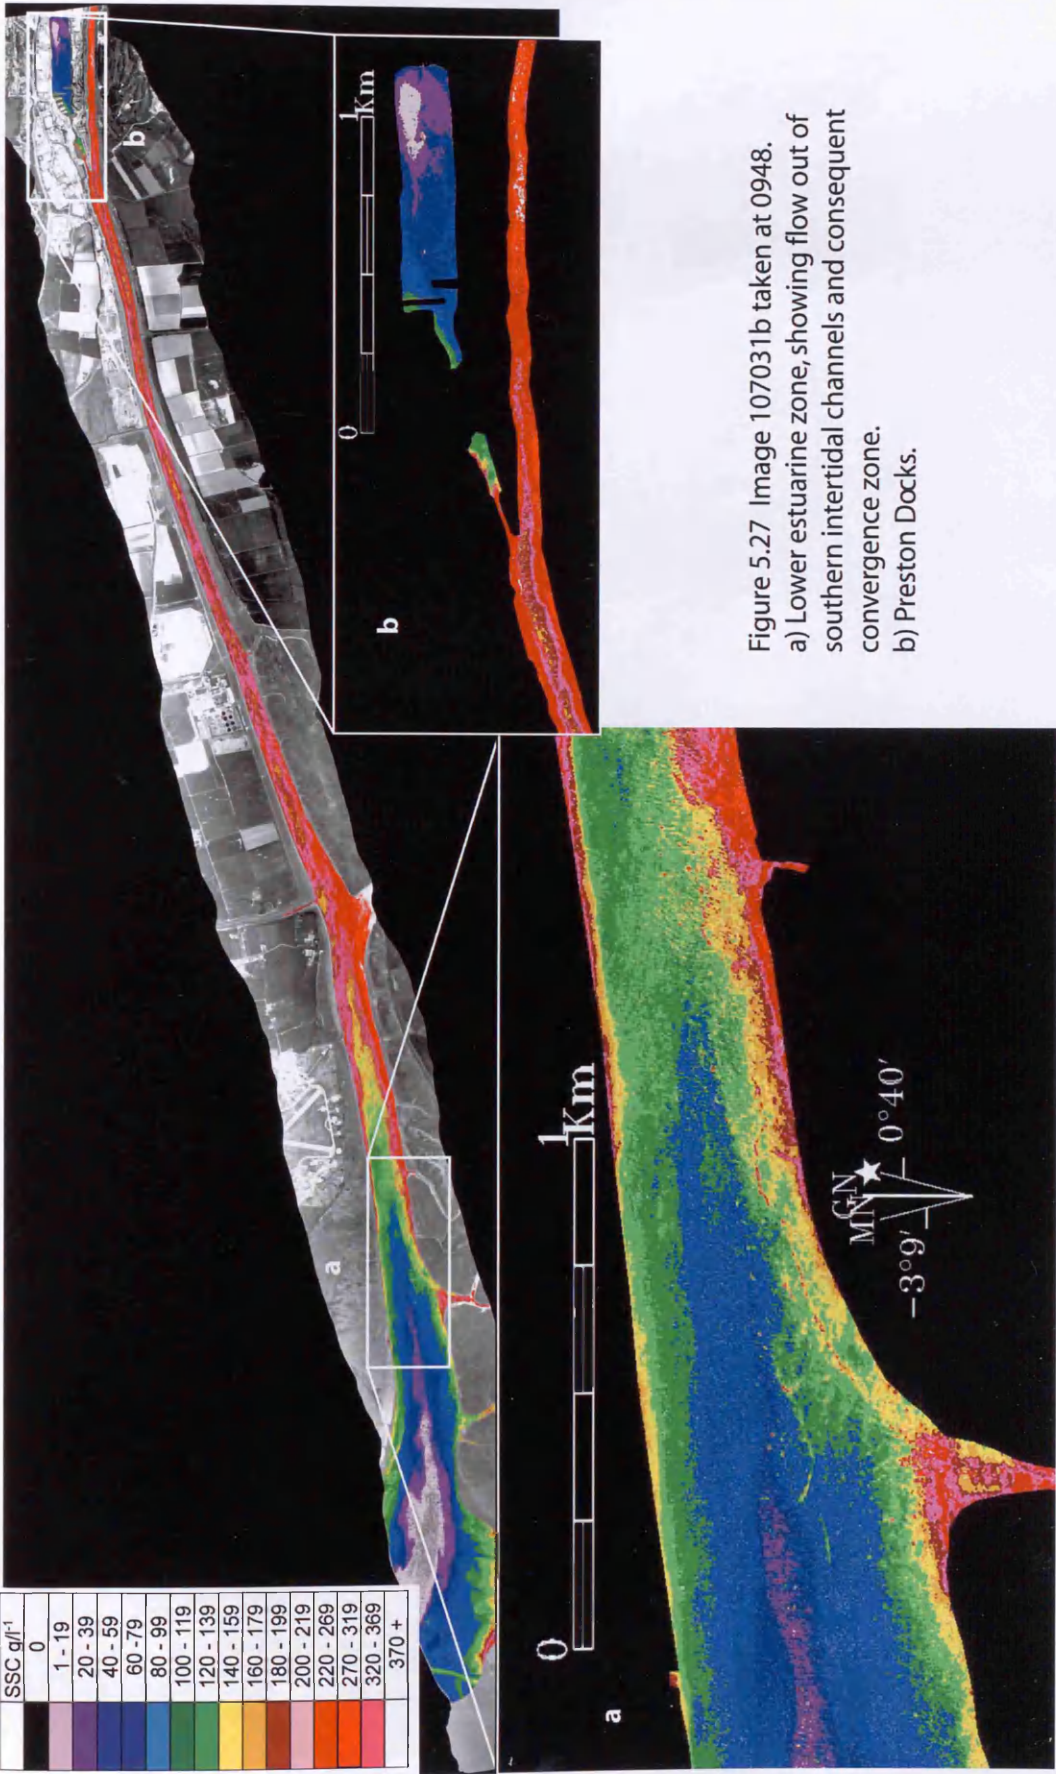 SSC g/l-1
0
1 - 19
20 - 39
40 - 59
60 -79
80 - 99
100 - 119
120 - 139
140 - 159
160 - 179
180 - 199
200 - 219
220 - 269
270 - 319
320 - 369
370 +
a
b
b
0
1
Km
a
0
1
Km
MN
GN
-3°9'
0°40'
Figure 5.27 Image 107031b taken at 0948.
a) Lower estuarine zone, showing flow out of
southern intertidal channels and consequent
convergence zone.
b) Preston Docks.